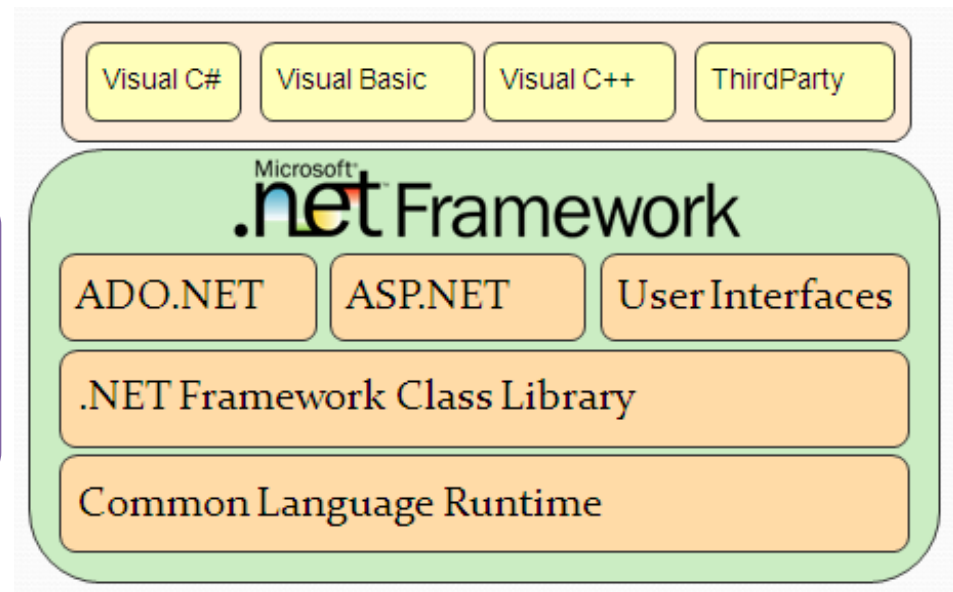 Visual C#
Visual Basic
Visual C++
ThirdParty
Microsoft
.net™ Framework
ADO.NET
ASP.NET
User Interfaces
.NET Framework Class Library
Common Language Runtime